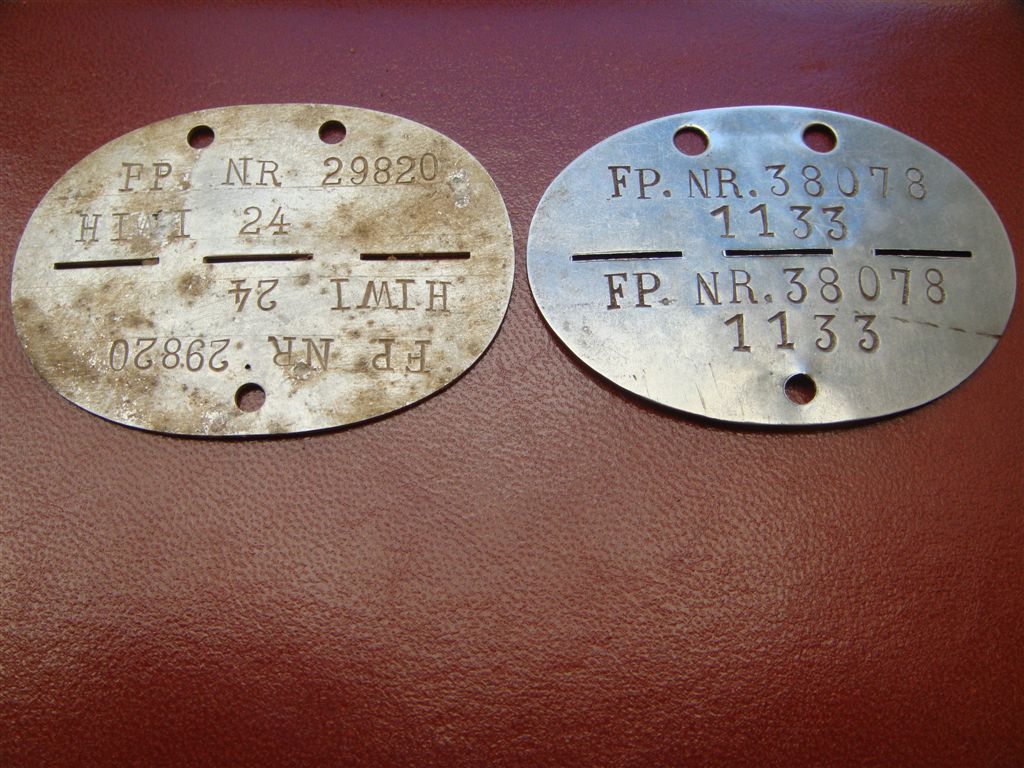 FP. NR 29820
HIWI 24
HIWI 24
FP NR. 29820
FP. NR. 38078
1133
FP. NR. 38078
1133